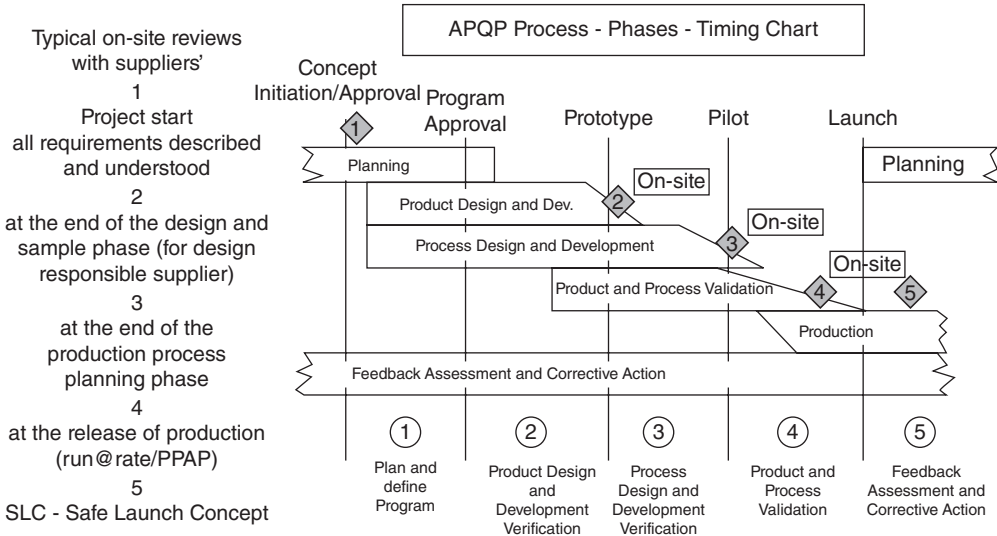 APQP Process - Phases - Timing Chart
Typical on-site reviews
with suppliers’
1
Project start
all requirements described
and understood
2
at the end of the design and
sample phase (for design
responsible supplier)
3
at the end of the
production process
planning phase
4
at the release of production
(run@rate/PPAP)
5
SLC - Safe Launch Concept
Concept
Initiation/Approval
Program
Approval
Prototype
Pilot
Launch
1
Planning
Planning
Product Design and Dev.
2
On-site
Process Design and Development
3
On-site
Product and Process Validation
4
On-site
5
Production
Feedback Assessment and Corrective Action
1
Plan and
define
Program
2
Product Design
and
Development
Verification
3
Process
Design and
Development
Verification
4
Product and
Process
Validation
5
Feedback
Assessment and
Corrective Action